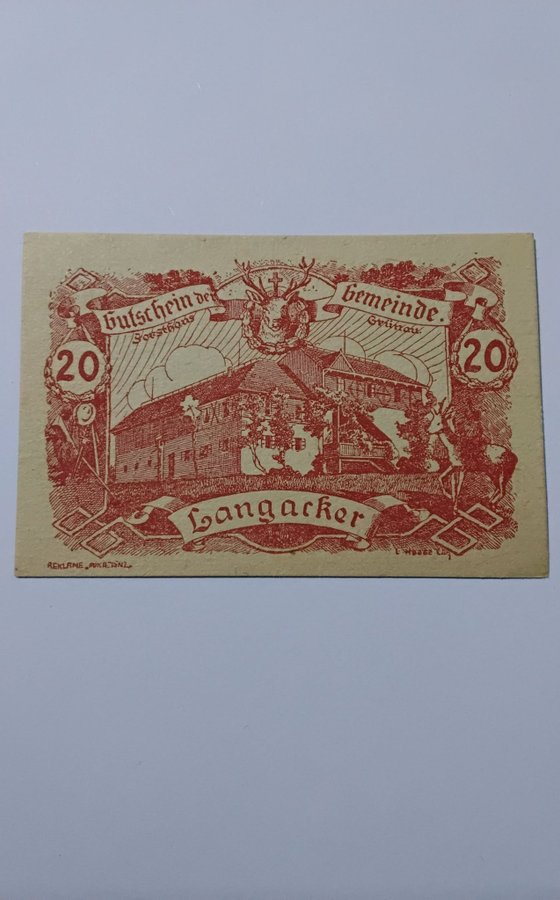 Gutschein der Gemeinde.
Forsthaus Grünau
20 20
Langacker
REKLAME